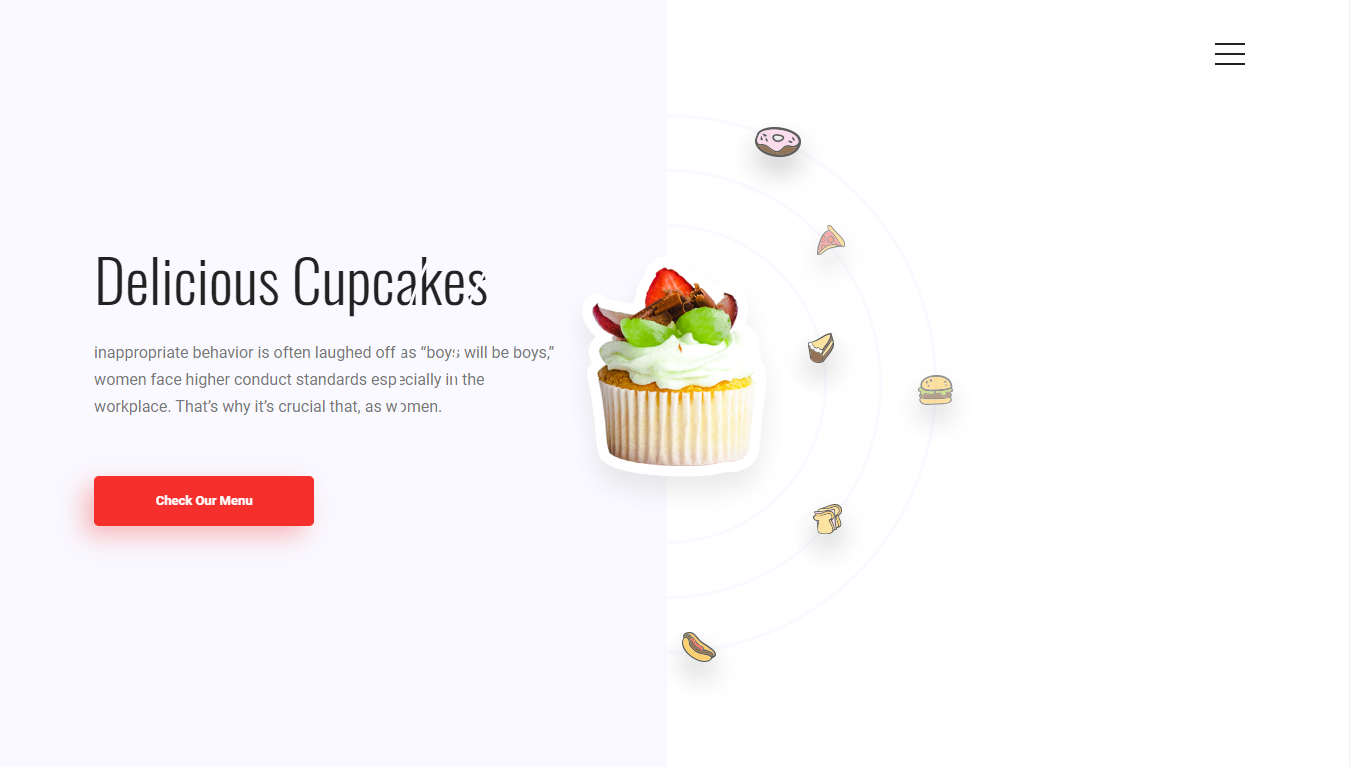 Delicious Cupcakes
inappropriate behavior is often laughed off as “boys will be boys,”
women face higher conduct standards especially in the
workplace. That’s why it’s crucial that, as women.
Check Our Menu